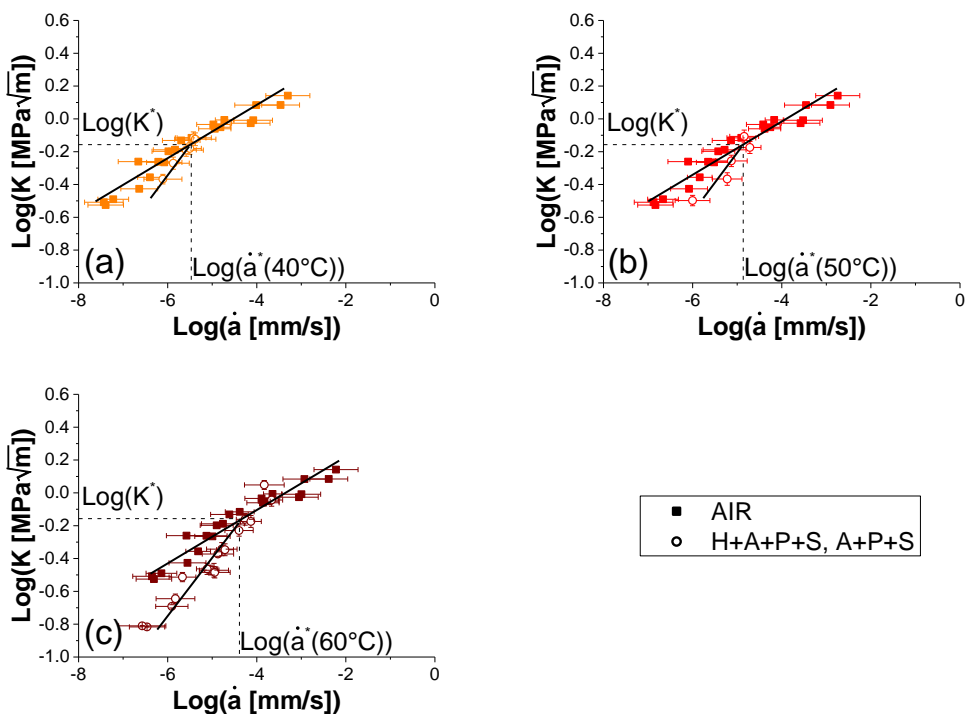 0.6
0.4
0.2
0.0
-0.2
-0.4
-0.6
-0.8
-1.0
Log(K [MPa√m])
Log(K*)
(a)
Log(ȧ*(40°C))
-8 -6 -4 -2 0
Log(ȧ [mm/s])
0.6
0.4
0.2
0.0
-0.2
-0.4
-0.6
-0.8
-1.0
Log(K [MPa√m])
Log(K*)
(b)
Log(ȧ*(50°C))
-8 -6 -4 -2 0
Log(ȧ [mm/s])
0.6
0.4
0.2
0.0
-0.2
-0.4
-0.6
-0.8
-1.0
Log(K [MPa√m])
Log(K*)
(c)
Log(ȧ*(60°C))
-8 -6 -4 -2 0
Log(ȧ [mm/s])
AIR
H+A+P+S, A+P+S